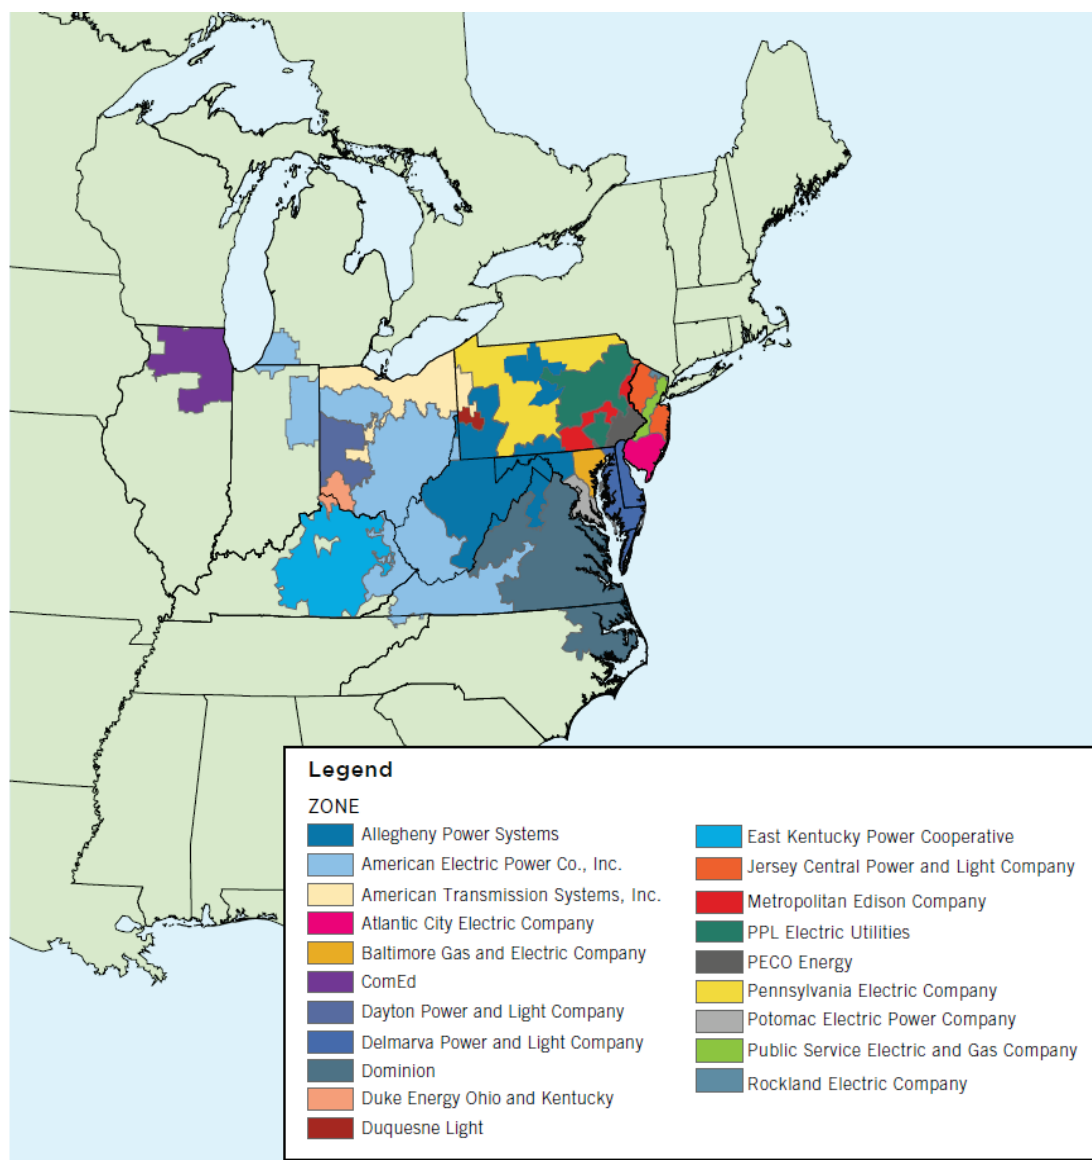 Legend
ZONE
Allegheny Power Systems
American Electric Power Co., Inc.
American Transmission Systems, Inc.
Atlantic City Electric Company
Baltimore Gas and Electric Company
ComEd
Dayton Power and Light Company
Delmarva Power and Light Company
Dominion
Duke Energy Ohio and Kentucky
Duquesne Light
East Kentucky Power Cooperative
Jersey Central Power and Light Company
Metropolitan Edison Company
PPL Electric Utilities
PECO Energy
Pennsylvania Electric Company
Potomac Electric Power Company
Public Service Electric and Gas Company
Rockland Electric Company